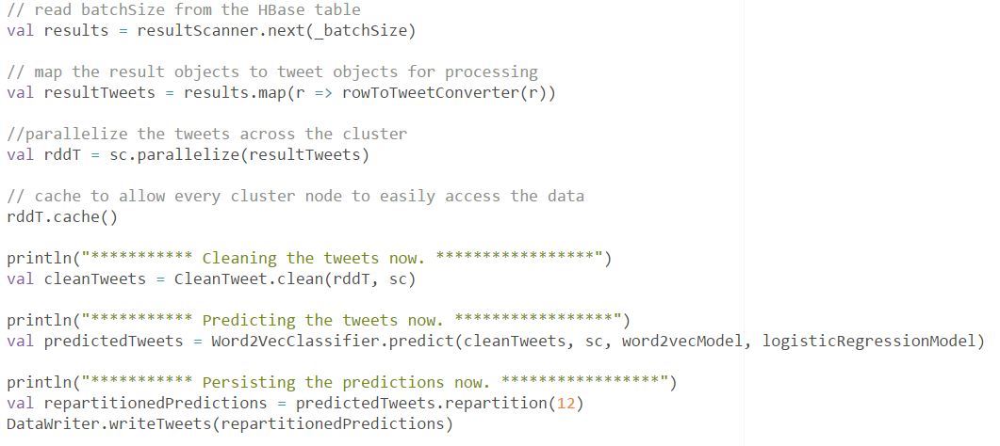 // read batchSize from the HBase table
val results = resultScanner.next(_batchSize)
// map the result objects to tweet objects for processing
val resultTweets = results.map(r => rowToTweetConverter(r))
//parallelize the tweets across the cluster
val rddT = sc.parallelize(resultTweets)
// cache to allow every cluster node to easily access the data
rddT.cache()
println("*********** Cleaning the tweets now. *****************")
val cleanTweets = CleanTweet.clean(rddT, sc)
println("*********** Predicting the tweets now. *****************")
val predictedTweets = Word2VecClassifier.predict(cleanTweets, sc, word2vecModel, logisticRegressionModel)
println("*********** Persisting the predictions now. *****************")
val repartitionedPredictions = predictedTweets.repartition(12)
DataWriter.writeTweets(repartitionedPredictions)